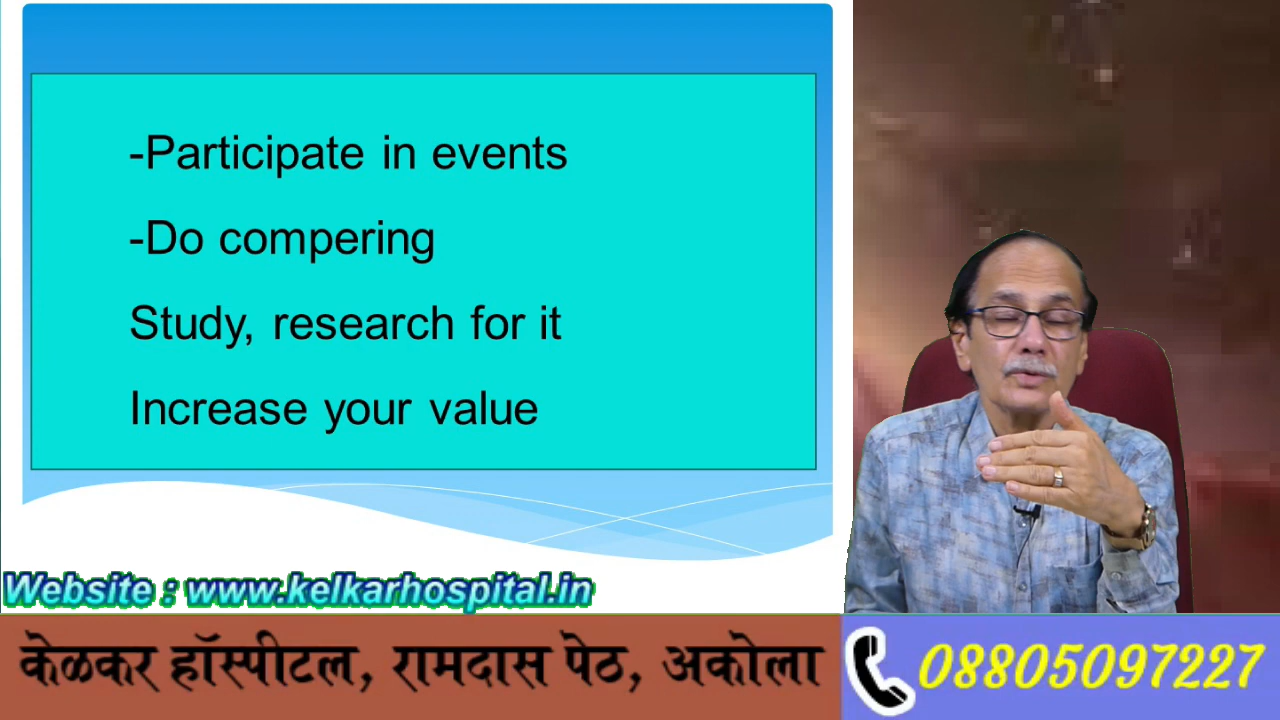 -Participate in events
-Do compering
Study, research for it
Increase your value
Website : www.kelkarhospital.in
केळकर हॉस्पीटल, रामदास पेठ, अकोला
08805097227